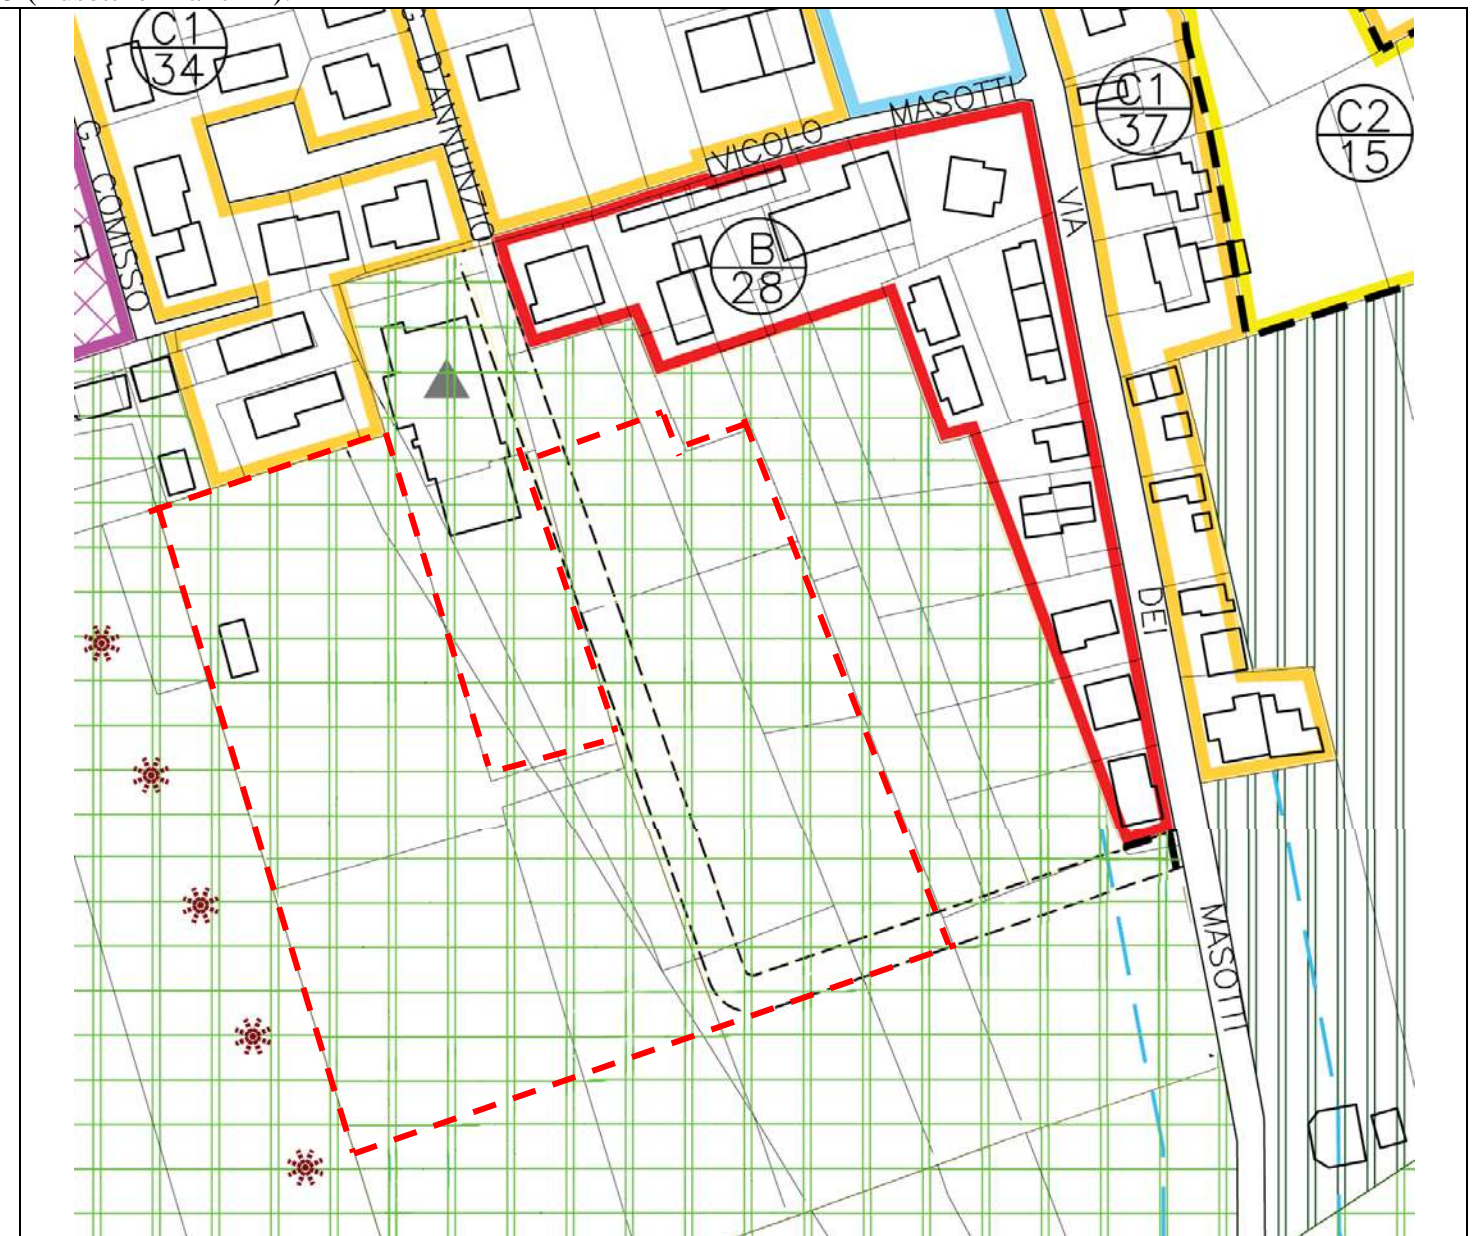 C1
34
G. D'ANNUNZIO
G. COMISSO
VICOLO MASOTTI
B
28
C1
37
C2
15
VIA DEI MASOTTI